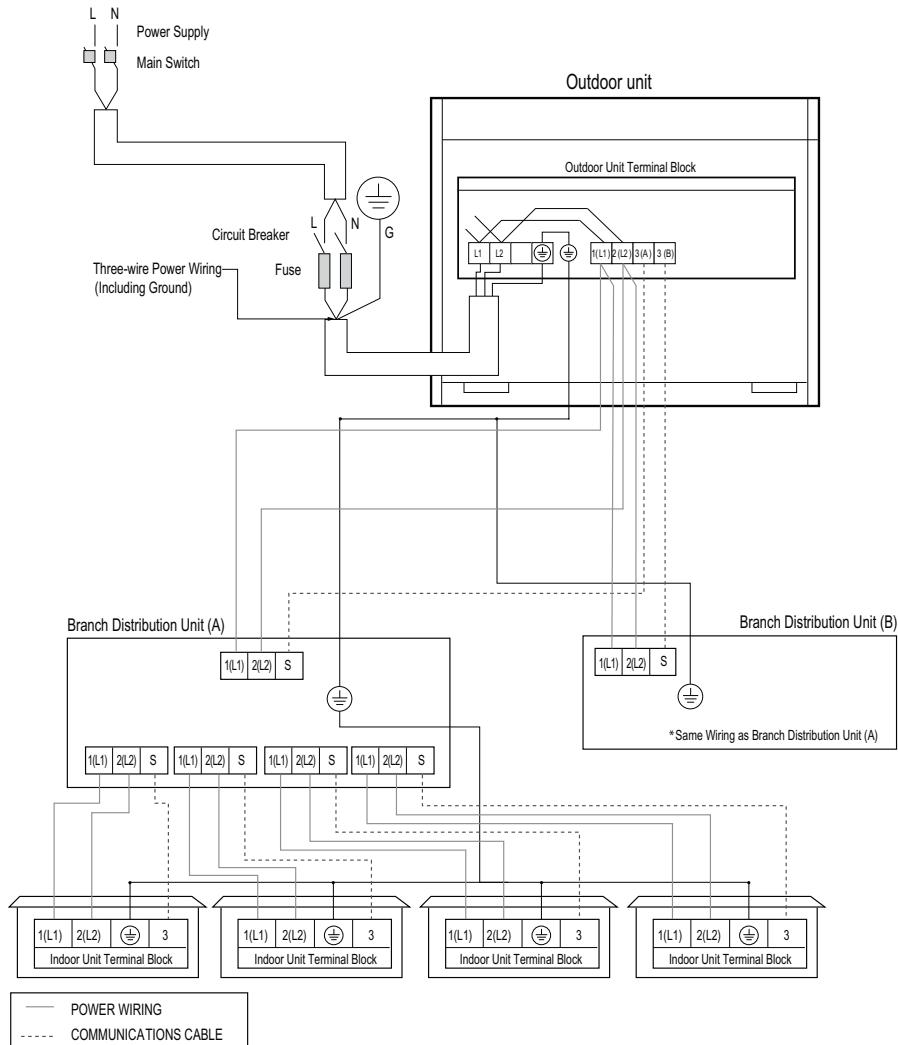 L N
Power Supply
Main Switch
Outdoor unit
Outdoor Unit Terminal Block
L N
G
Circuit Breaker
Three-wire Power Wiring
(Including Ground)
Fuse
L1 L2 1(L1) 2(L2) 3(A) 3 (B)
Branch Distribution Unit (A)
1(L1) 2(L2) S
Branch Distribution Unit (B)
1(L1) 2(L2) S
*Same Wiring as Branch Distribution Unit (A)
1(L1) 2(L2) S 1(L1) 2(L2) S 1(L1) 2(L2) S 1(L1) 2(L2) S
1(L1) 2(L2) 3
Indoor Unit Terminal Block
1(L1) 2(L2) 3
Indoor Unit Terminal Block
1(L1) 2(L2) 3
Indoor Unit Terminal Block
1(L1) 2(L2) 3
Indoor Unit Terminal Block
POWER WIRING
COMMUNICATIONS CABLE